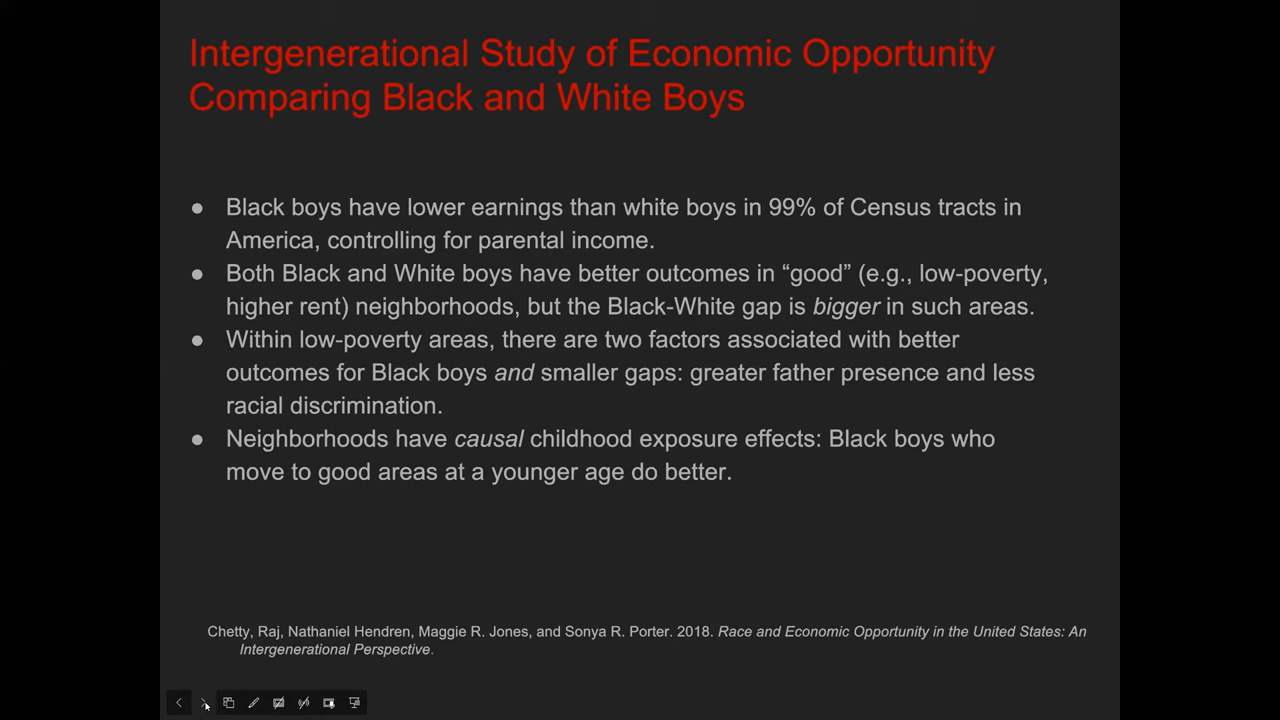 Intergenerational Study of Economic Opportunity
Comparing Black and White Boys
● Black boys have lower earnings than white boys in 99% of Census tracts in
America, controlling for parental income.
● Both Black and White boys have better outcomes in “good” (e.g., low-poverty,
higher rent) neighborhoods, but the Black-White gap is bigger in such areas.
● Within low-poverty areas, there are two factors associated with better
outcomes for Black boys and smaller gaps: greater father presence and less
racial discrimination.
● Neighborhoods have causal childhood exposure effects: Black boys who
move to good areas at a younger age do better.
Chetty, Raj, Nathaniel Hendren, Maggie R. Jones, and Sonya R. Porter. 2018. Race and Economic Opportunity in the United States: An
Intergenerational Perspective.